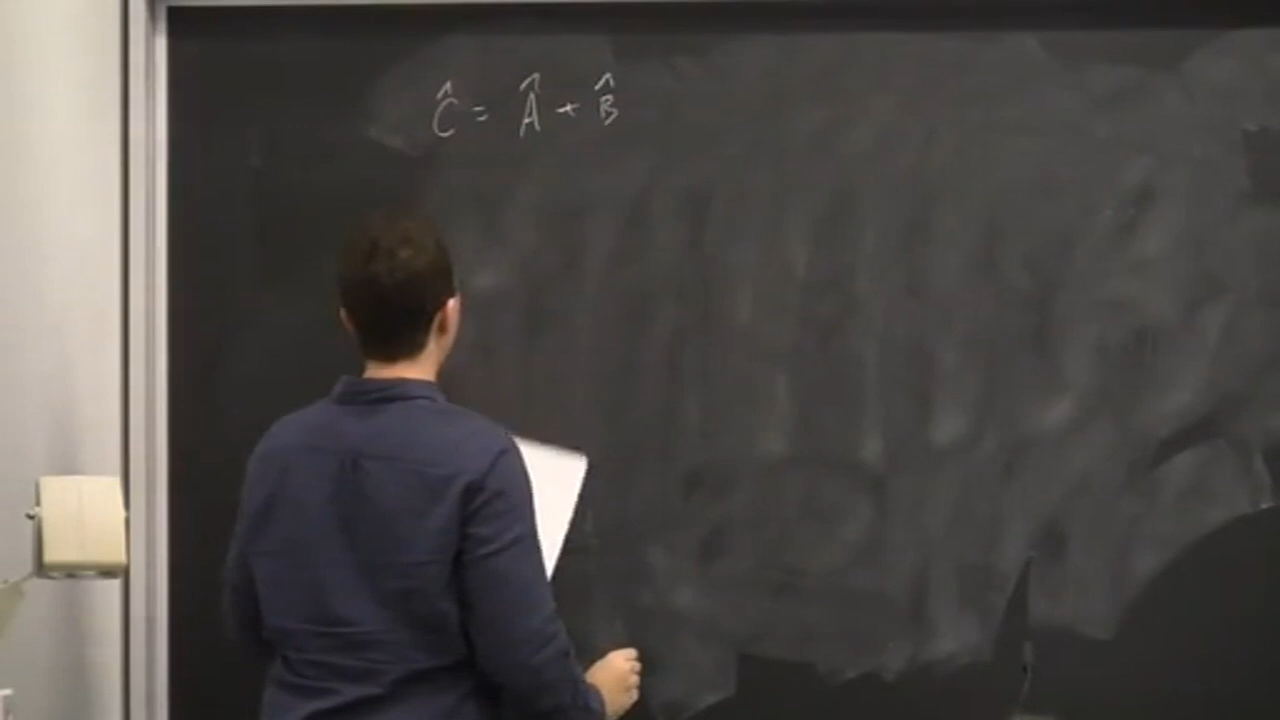 Ĉ = Â + B̂